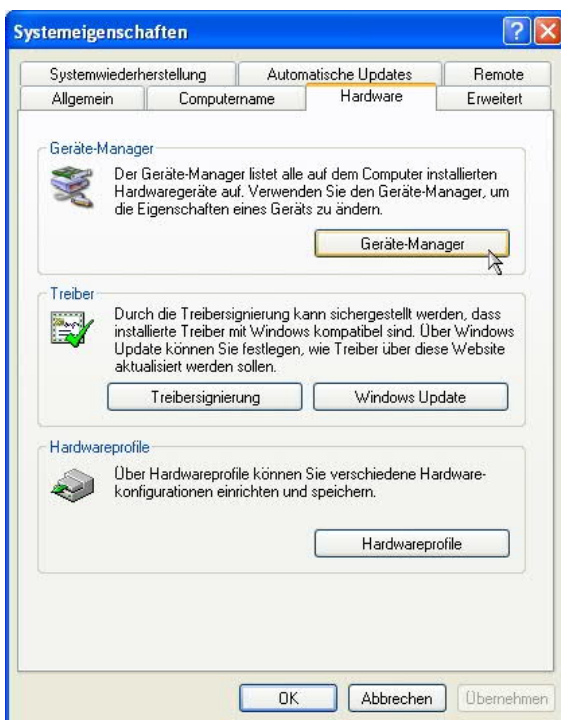 Systemeigenschaften
Systemwiederherstellung Automatische Updates Remote
Allgemein Computername Hardware Erweitert
Geräte-Manager
Der Geräte-Manager listet alle auf dem Computer installierten
Hardwaregeräte auf. Verwenden Sie den Geräte-Manager, um
die Eigenschaften eines Geräts zu ändern.
Geräte-Manager
Treiber
Durch die Treibersignierung kann sichergestellt werden, dass
installierte Treiber mit Windows kompatibel sind. Über Windows
Update können Sie festlegen, wie Treiber über diese Website
aktualisiert werden sollen.
Treibersignierung Windows Update
Hardwareprofile
Über Hardwareprofile können Sie verschiedene Hardware-
konfigurationen einrichten und speichern.
Hardwareprofile
OK Abbrechen Übernehmen